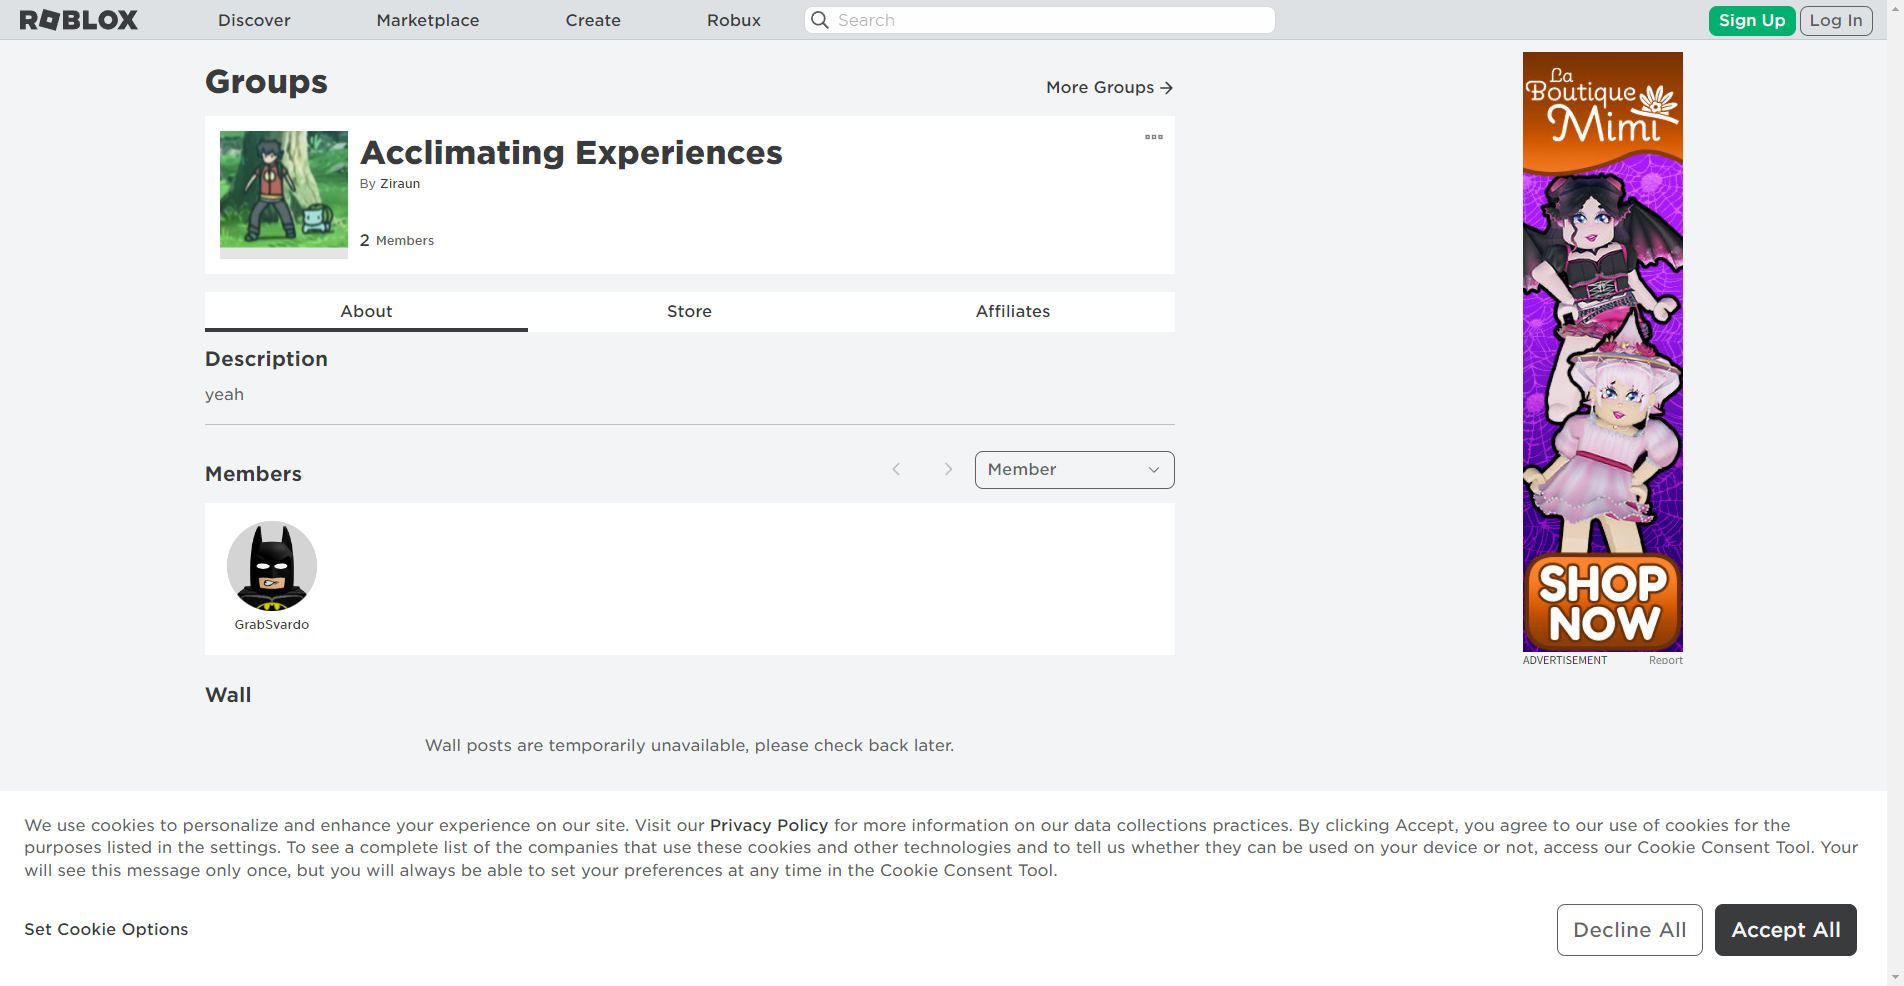 ROBLOX
Discover
Marketplace
Create
Robux
Search
Sign Up
Log In
Groups
More Groups
Acclimating Experiences
By Ziraun
2 Members
About
Store
Affiliates
Description
yeah
Members
Member
GrabSvardo
Wall
Wall posts are temporarily unavailable, please check back later.
La
Boutique
Mimi
SHOP
NOW
ADVERTISEMENT
Report
We use cookies to personalize and enhance your experience on our site. Visit our Privacy Policy for more information on our data collections practices. By clicking Accept, you agree to our use of cookies for the
purposes listed in the settings. To see a complete list of the companies that use these cookies and other technologies and to tell us whether they can be used on your device or not, access our Cookie Consent Tool. Your
will see this message only once, but you will always be able to set your preferences at any time in the Cookie Consent Tool.
Set Cookie Options
Decline All
Accept All